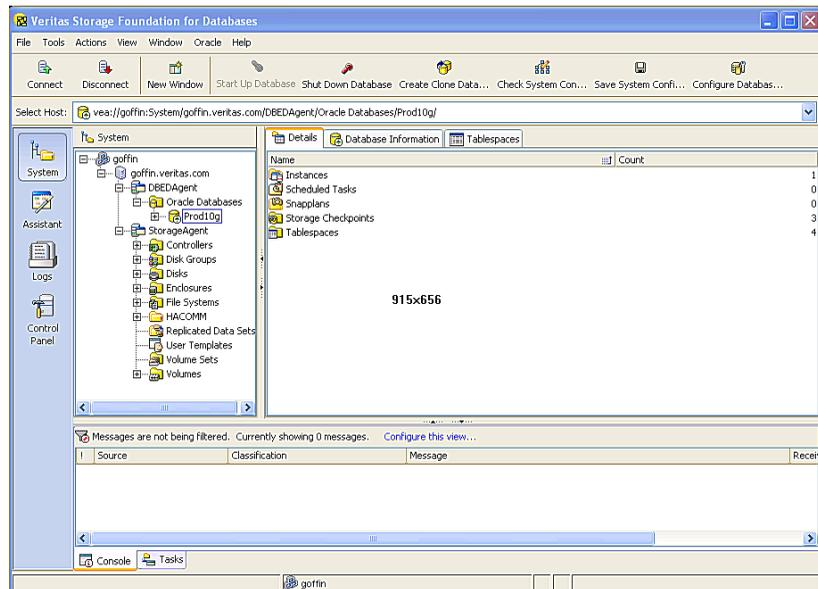 Veritas Storage Foundation for Databases
File Tools Actions View Window Oracle Help
Connect Disconnect New Window Start Up Database Shut Down Database Create Clone Data... Check System Con... Save System Confi... Configure Databas...
Select Host: vea://goffin:System/goffin.veritas.com/DBEDAgent/Oracle Databases/Prod10g/
System
Assistant
Logs
Control Panel
System
goffin
goffin.veritas.com
DBEDAgent
Oracle Databases
Prod10g
StorageAgent
Controllers
Disk Groups
Disks
Enclosures
File Systems
HACOMM
Replicated Data Sets
User Templates
Volume Sets
Volumes
Details Database Information Tablespaces
Name Count
Instances 1
Scheduled Tasks 0
Snapplans 0
Storage Checkpoints 3
Tablespaces 4
915x656
Messages are not being filtered. Currently showing 0 messages. Configure this view...
! Source Classification Message Recei
Console Tasks
goffin